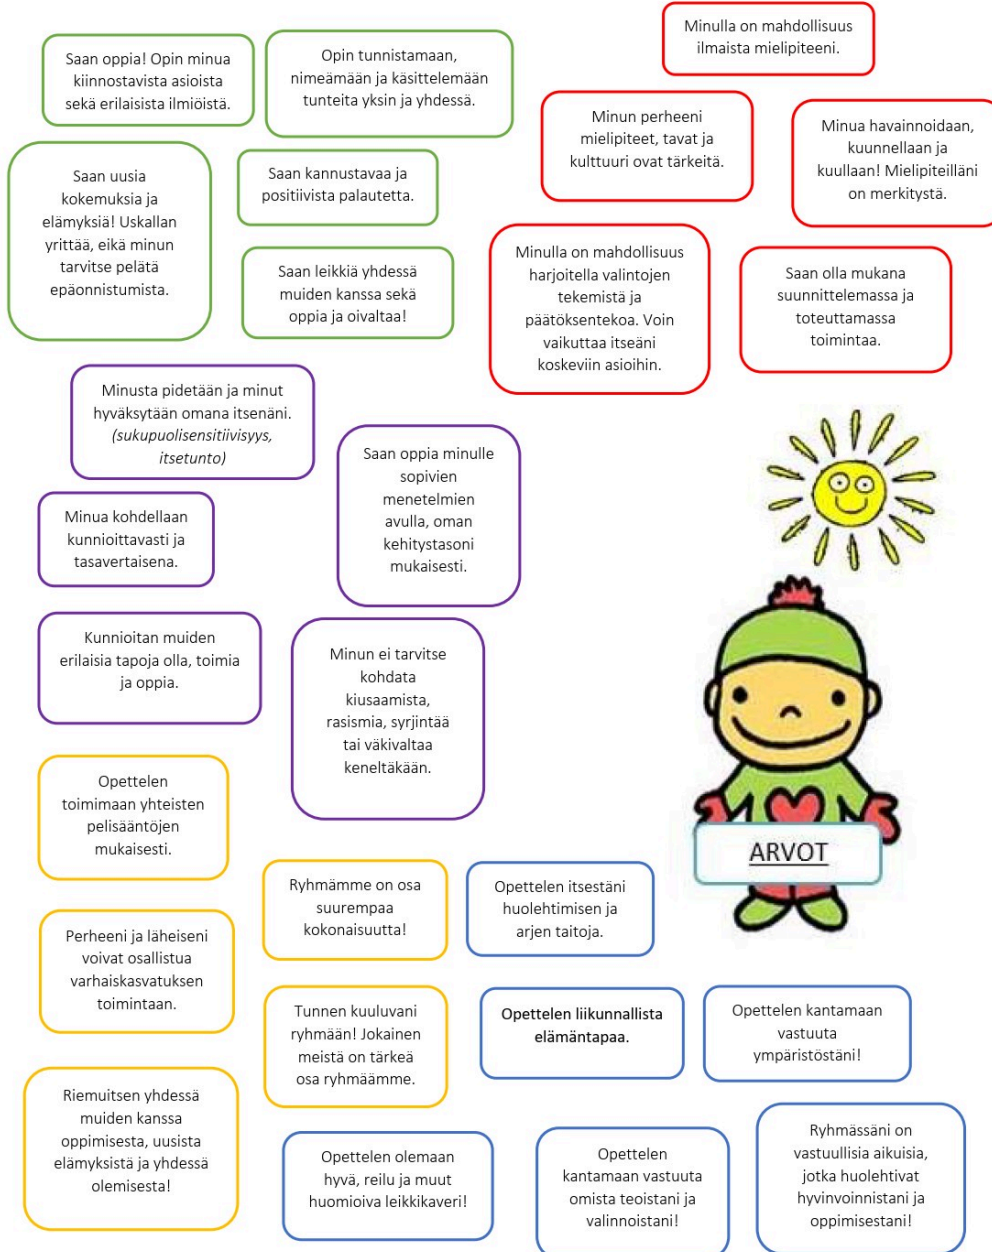 Saan oppia! Opin minua
kiinnostavista asioista
sekä erilaisista ilmiöistä.
Opin tunnistamaan,
nimeämään ja käsittelemään
tunteita yksin ja yhdessä.
Saan uusia
kokemuksia ja
elämyksiä! Uskallan
yrittää, eikä minun
tarvitse pelätä
epäonnistumista.
Saan kannustavaa ja
positiivista palautetta.
Saan leikkiä yhdessä
muiden kanssa sekä
oppia ja oivaltaa!
Minulla on mahdollisuus
ilmaista mielipiteeni.
Minun perheeni
mielipiteet, tavat ja
kulttuuri ovat tärkeitä.
Minua havainnoidaan,
kuunnellaan ja
kuullaan! Mielipiteilläni
on merkitystä.
Minulla on mahdollisuus
harjoitella valintojen
tekemistä ja
päätöksentekoa. Voin
vaikuttaa itseäni
koskeviin asioihin.
Saan olla mukana
suunnittelemassa ja
toteuttamassa
toimintaa.
Minusta pidetään ja minut
hyväksytään omana itsenäni.
(sukupuolisensitiivisyys,
itsetunto)
Saan oppia minulle
sopivien
menetelmien
avulla, oman
kehitystasoni
mukaisesti.
Minua kohdellaan
kunnioittavasti ja
tasavertaisena.
Kunnioitan muiden
erilaisia tapoja olla, toimia
ja oppia.
Minun ei tarvitse
kohdata
kiusaamista,
rasismia, syrjintää
tai väkivaltaa
keneltäkään.
ARVOT
Opettelen
toimimaan yhteisten
pelisääntöjen
mukaisesti.
Ryhmämme on osa
suurempaa
kokonaisuutta!
Perheeni ja läheiseni
voivat osallistua
varhaiskasvatuksen
toimintaan.
Tunnen kuuluvani
ryhmään! Jokainen
meistä on tärkeä
osa ryhmäämme.
Riemuitsen yhdessä
muiden kanssa
oppimisesta, uusista
elämyksistä ja yhdessä
olemisesta!
Opettelen itsestäni
huolehtimisen ja
arjen taitoja.
Opettelen liikunnallista
elämäntapaa.
Opettelen kantamaan
vastuuta
ympäristöstäni!
Opettelen olemaan
hyvä, reilu ja muut
huomioiva leikkikaveri!
Opettelen
kantamaan vastuuta
omista teoistani ja
valinnoistani!
Ryhmässäni on
vastuullisia aikuisia,
jotka huolehtivat
hyvinvoinnistani ja
oppimisestani!